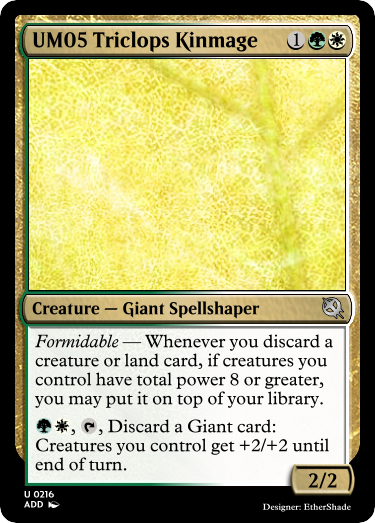 UM05 Triclops Kinmage 1
Creature — Giant Spellshaper
Formidable — Whenever you discard a
creature or land card, if creatures you
control have total power 8 or greater,
you may put it on top of your library.
, , Discard a Giant card:
Creatures you control get +2/+2 until
end of turn.
2/2
U 0216
ADD
Designer: EtherShade